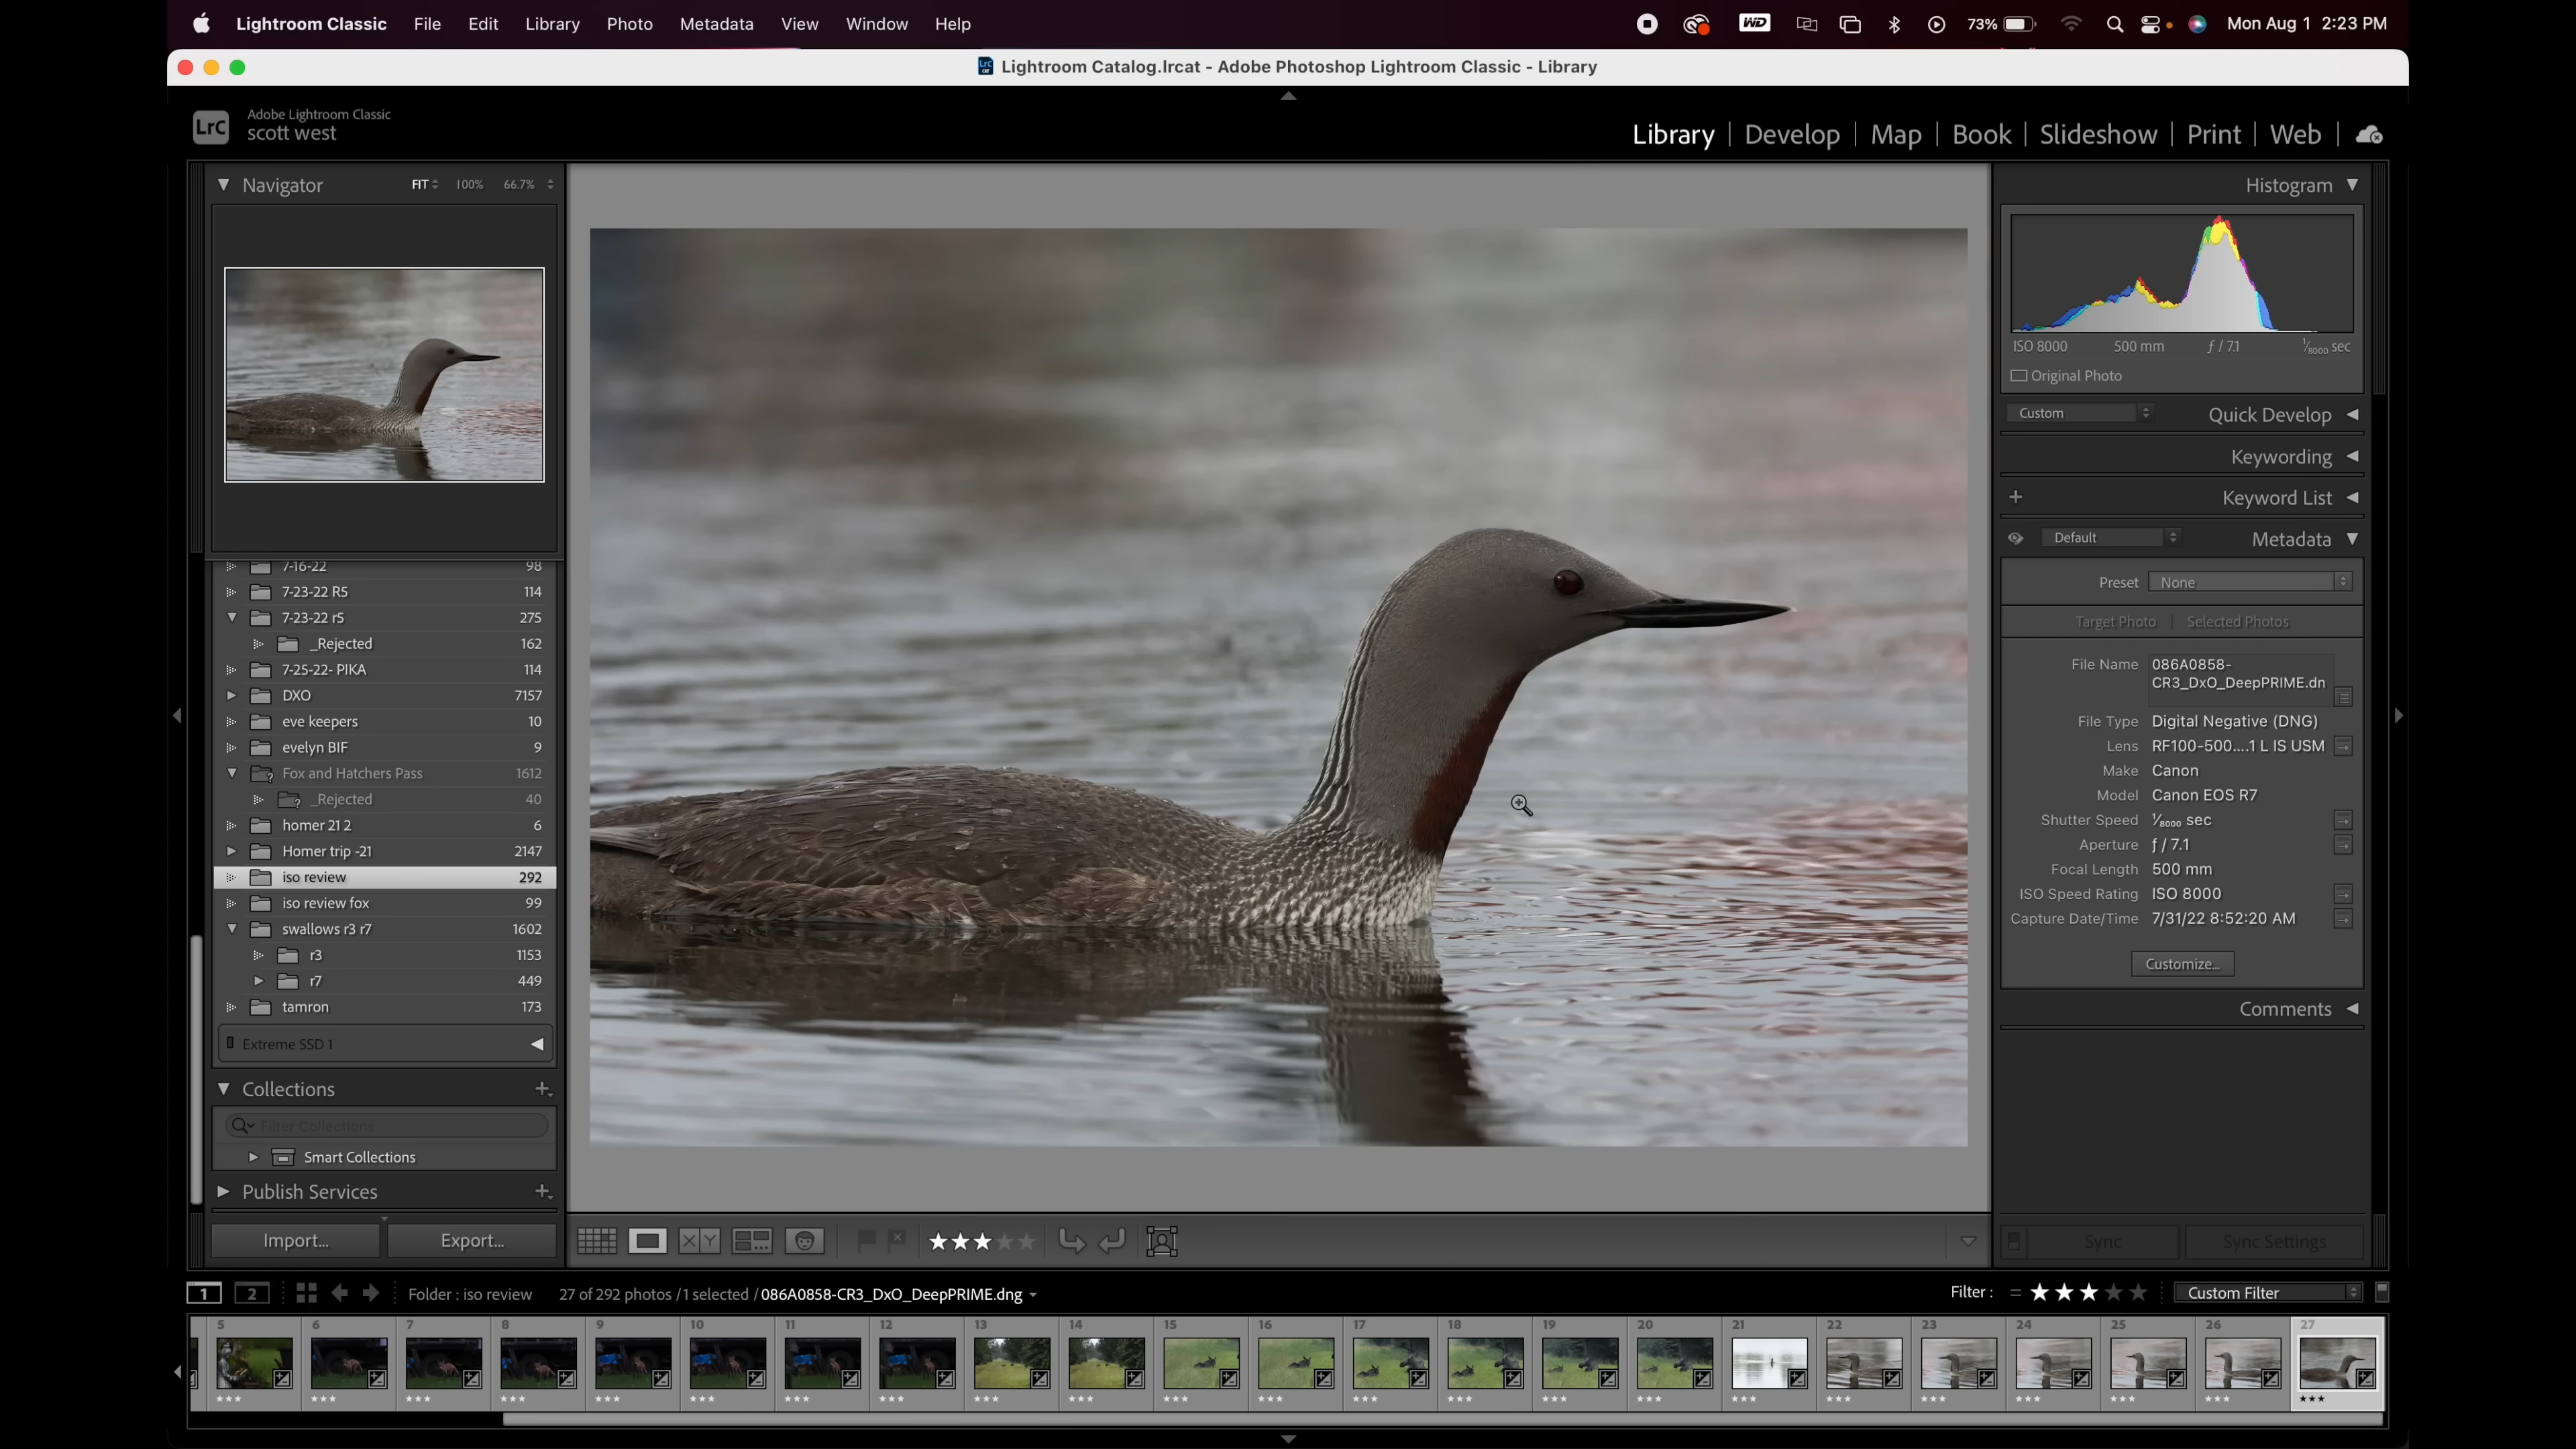 Lightroom Classic File Edit Library Photo Metadata View Window Help
WD 73% Mon Aug 1 2:23 PM
Lightroom Catalog.lrcat - Adobe Photoshop Lightroom Classic - Library
LrC
Adobe Lightroom Classic
scott west
Library | Develop | Map | Book | Slideshow | Print | Web
Navigator FIT 100% 66.7%
7-16-22 98
7-23-22 R5 114
7-23-22 r5 275
_Rejected 162
7-25-22- PIKA 114
DXO 7157
eve keepers 10
evelyn BIF 9
Fox and Hatchers Pass 1612
_Rejected 40
homer 21 2 6
Homer trip -21 2147
iso review 292
iso review fox 99
swallows r3 r7 1602
r3 1153
r7 449
tamron 173
Extreme SSD 1
Collections
Filter Collections
Smart Collections
Publish Services
Import... Export...
Histogram
ISO 8000 500 mm ƒ / 7.1 1/8000 sec
Original Photo
Custom Quick Develop
Keywording
Keyword List
Default Metadata
Preset None
Target Photo | Selected Photos
File Name 086A0858-
CR3_DxO_DeepPRIME.dn
File Type Digital Negative (DNG)
Lens RF100-500....1 L IS USM
Make Canon
Model Canon EOS R7
Shutter Speed 1/8000 sec
Aperture ƒ / 7.1
Focal Length 500 mm
ISO Speed Rating ISO 8000
Capture Date/Time 7/31/22 8:52:20 AM
Customize...
Comments
X Y
Sync Sync Settings
1 2 Folder : iso review 27 of 292 photos / 1 selected / 086A0858-CR3_DxO_DeepPRIME.dng
Filter : Custom Filter
5 6 7 8 9 10 11 12 13 14 15 16 17 18 19 20 21 22 23 24 25 26 27